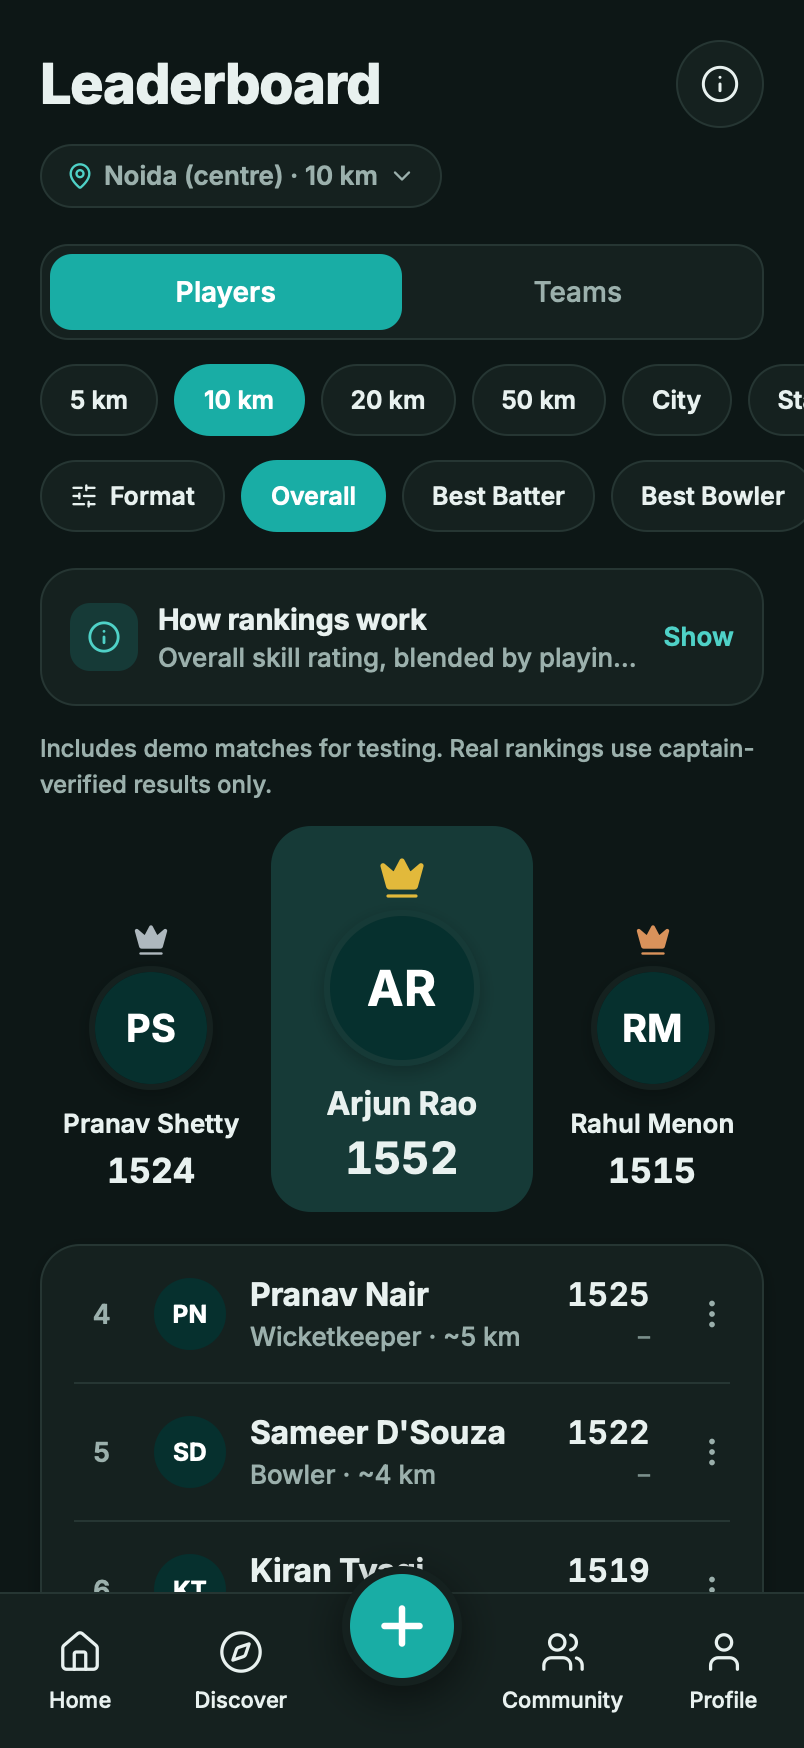 Leaderboard
Noida (centre) · 10 km
Players
Teams
5 km
10 km
20 km
50 km
City
Format
Overall
Best Batter
Best Bowler
How rankings work
Overall skill rating, blended by playin...
Show
Includes demo matches for testing. Real rankings use captain-
verified results only.
PS
Pranav Shetty
1524
AR
Arjun Rao
1552
RM
Rahul Menon
1515
4
PN
Pranav Nair
1525
Wicketkeeper · ~5 km
–
5
SD
Sameer D'Souza
1522
Bowler · ~4 km
–
6
KT
Kiran Tyagi
1519
Home
Discover
Community
Profile